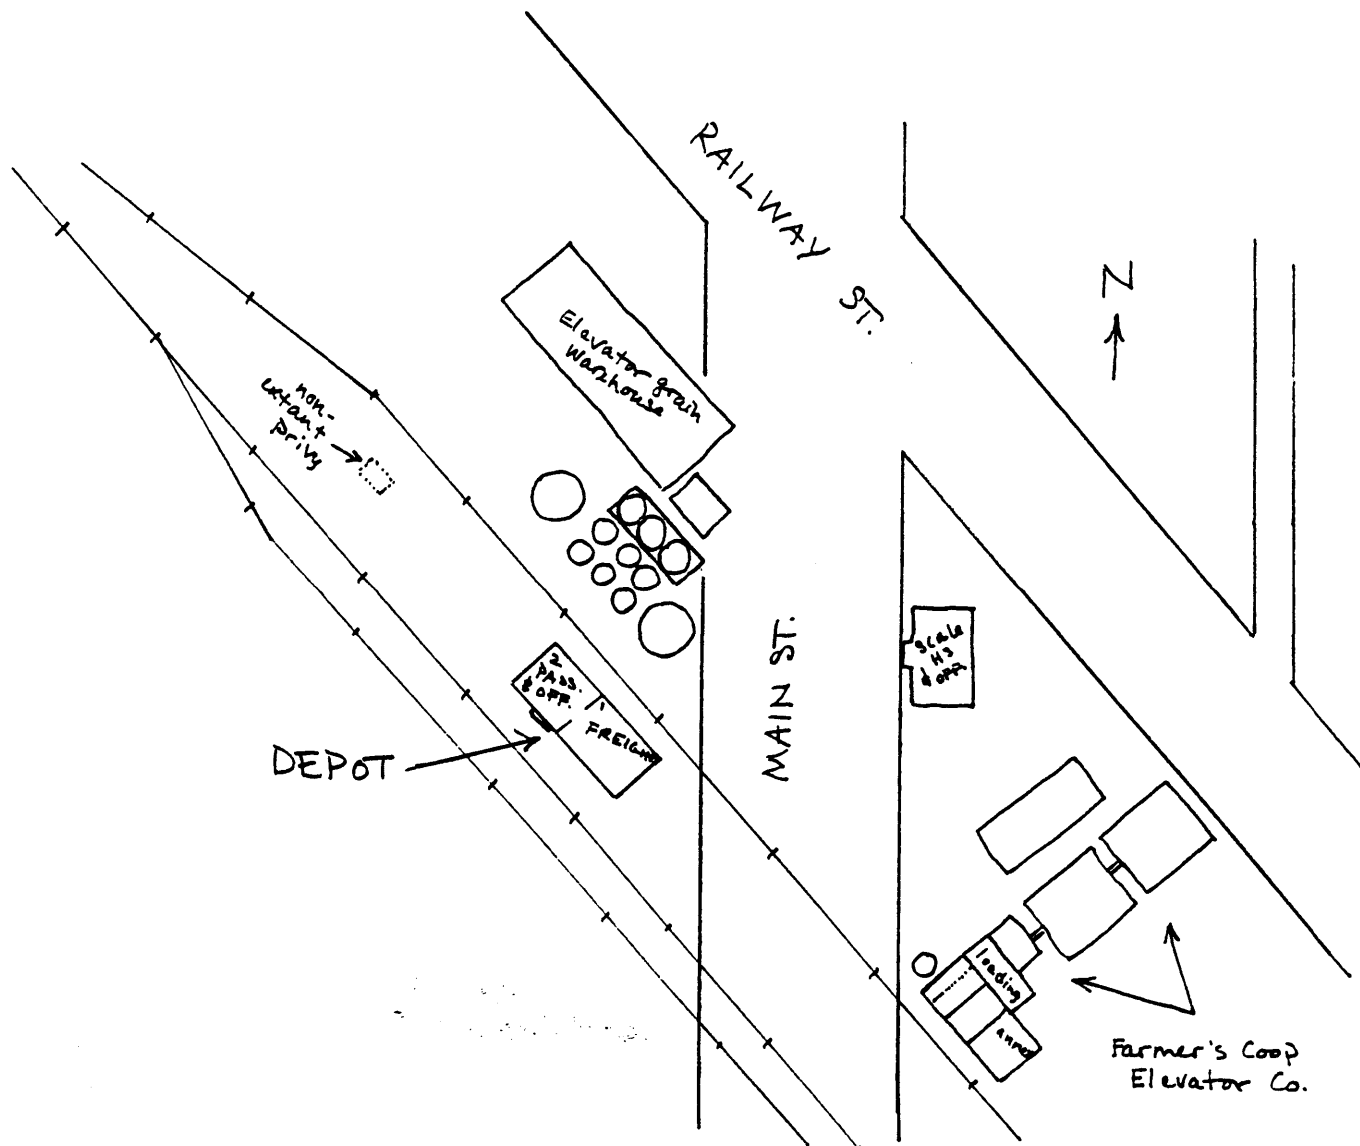 RAILWAY ST.
N
Elevator grain
Warehouse
non-
extant
privy
MAIN ST.
Scale
HS
& OFF.
2
PASS.
& OFF.
1
FREIGHT
DEPOT
loading
annex
Farmer's Coop
Elevator Co.